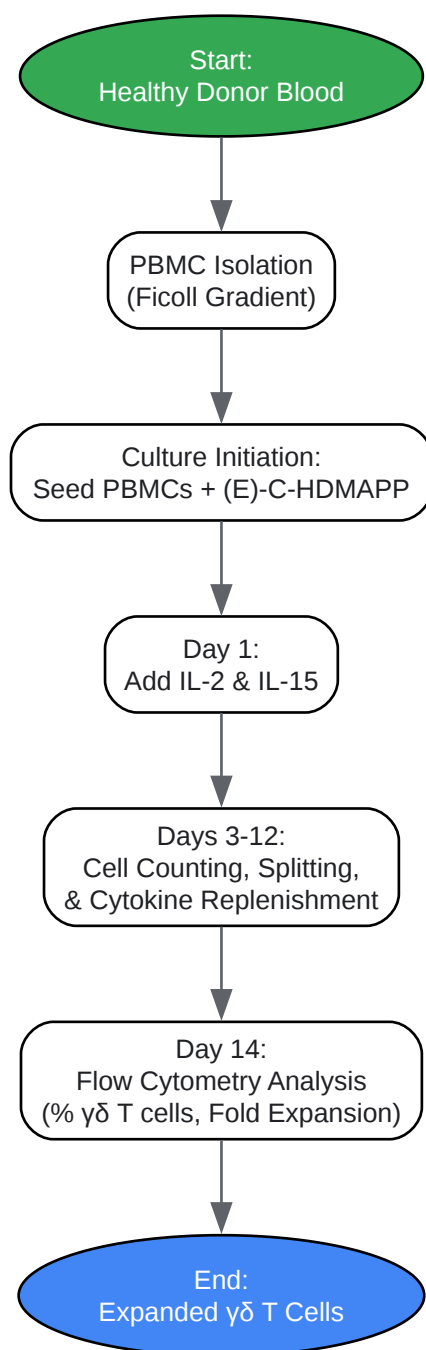 Start:
Healthy Donor Blood
PBMC Isolation
(Ficoll Gradient)
Culture Initiation:
Seed PBMCs + (E)-C-HDMAPP
Day 1:
Add IL-2 & IL-15
Days 3-12:
Cell Counting, Splitting,
& Cytokine Replenishment
Day 14:
Flow Cytometry Analysis
(% γδ T cells, Fold Expansion)
End:
Expanded γδ T Cells